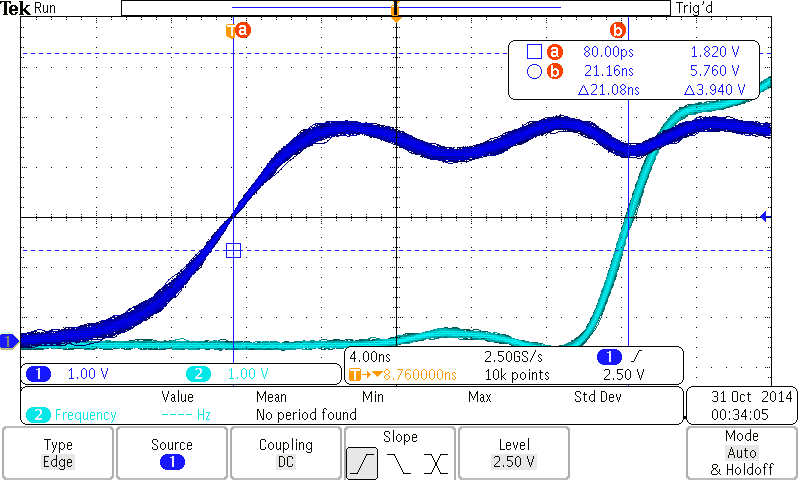 Tek Run Trig'd
T a b
a 80.00ps 1.820 V
b 21.16ns 5.760 V
Δ21.08ns Δ3.940 V
1
1 1.00 V 2 1.00 V
4.00ns 2.50GS/s 1
T→▼8.760000ns 10k points 2.50 V
Value Mean Min Max Std Dev
2 Frequency ---- Hz No period found
31 Oct 2014
00:34:05
Type
Edge
Source
1
Coupling
DC
Slope
Level
2.50 V
Mode
Auto
& Holdoff